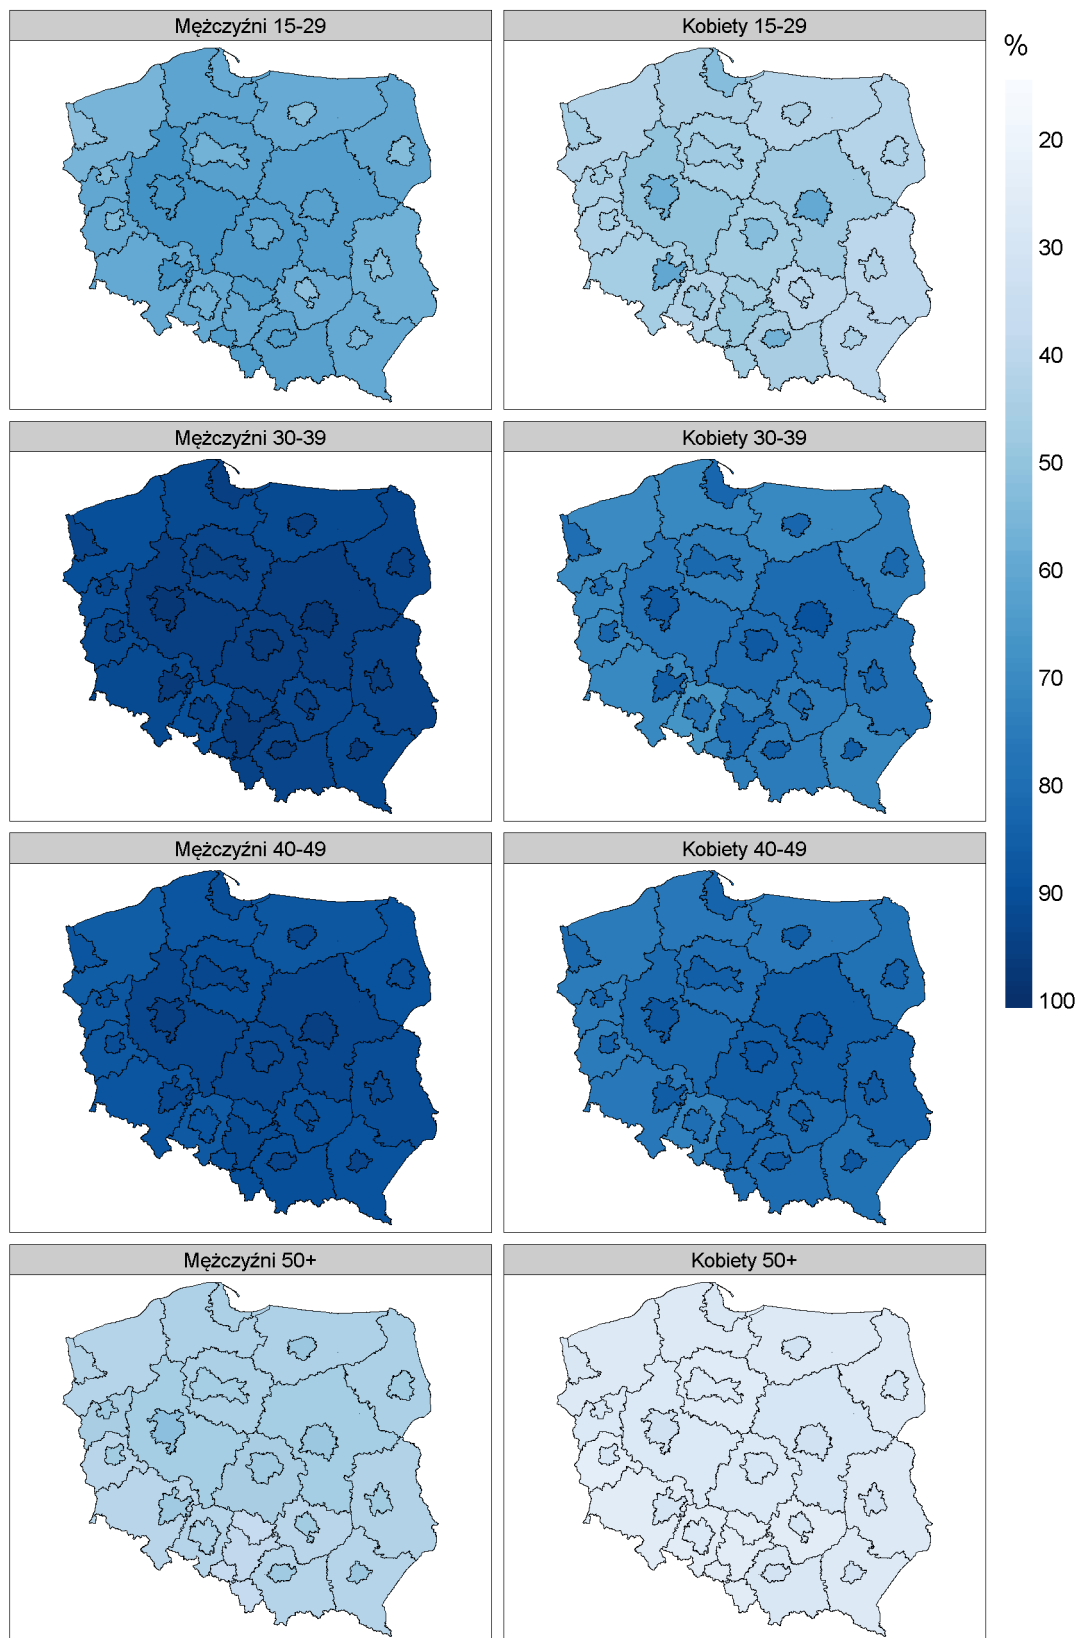 Mężczyźni 15-29
Kobiety 15-29
%
20
30
40
50
60
70
80
90
100
Mężczyźni 30-39
Kobiety 30-39
Mężczyźni 40-49
Kobiety 40-49
Mężczyźni 50+
Kobiety 50+